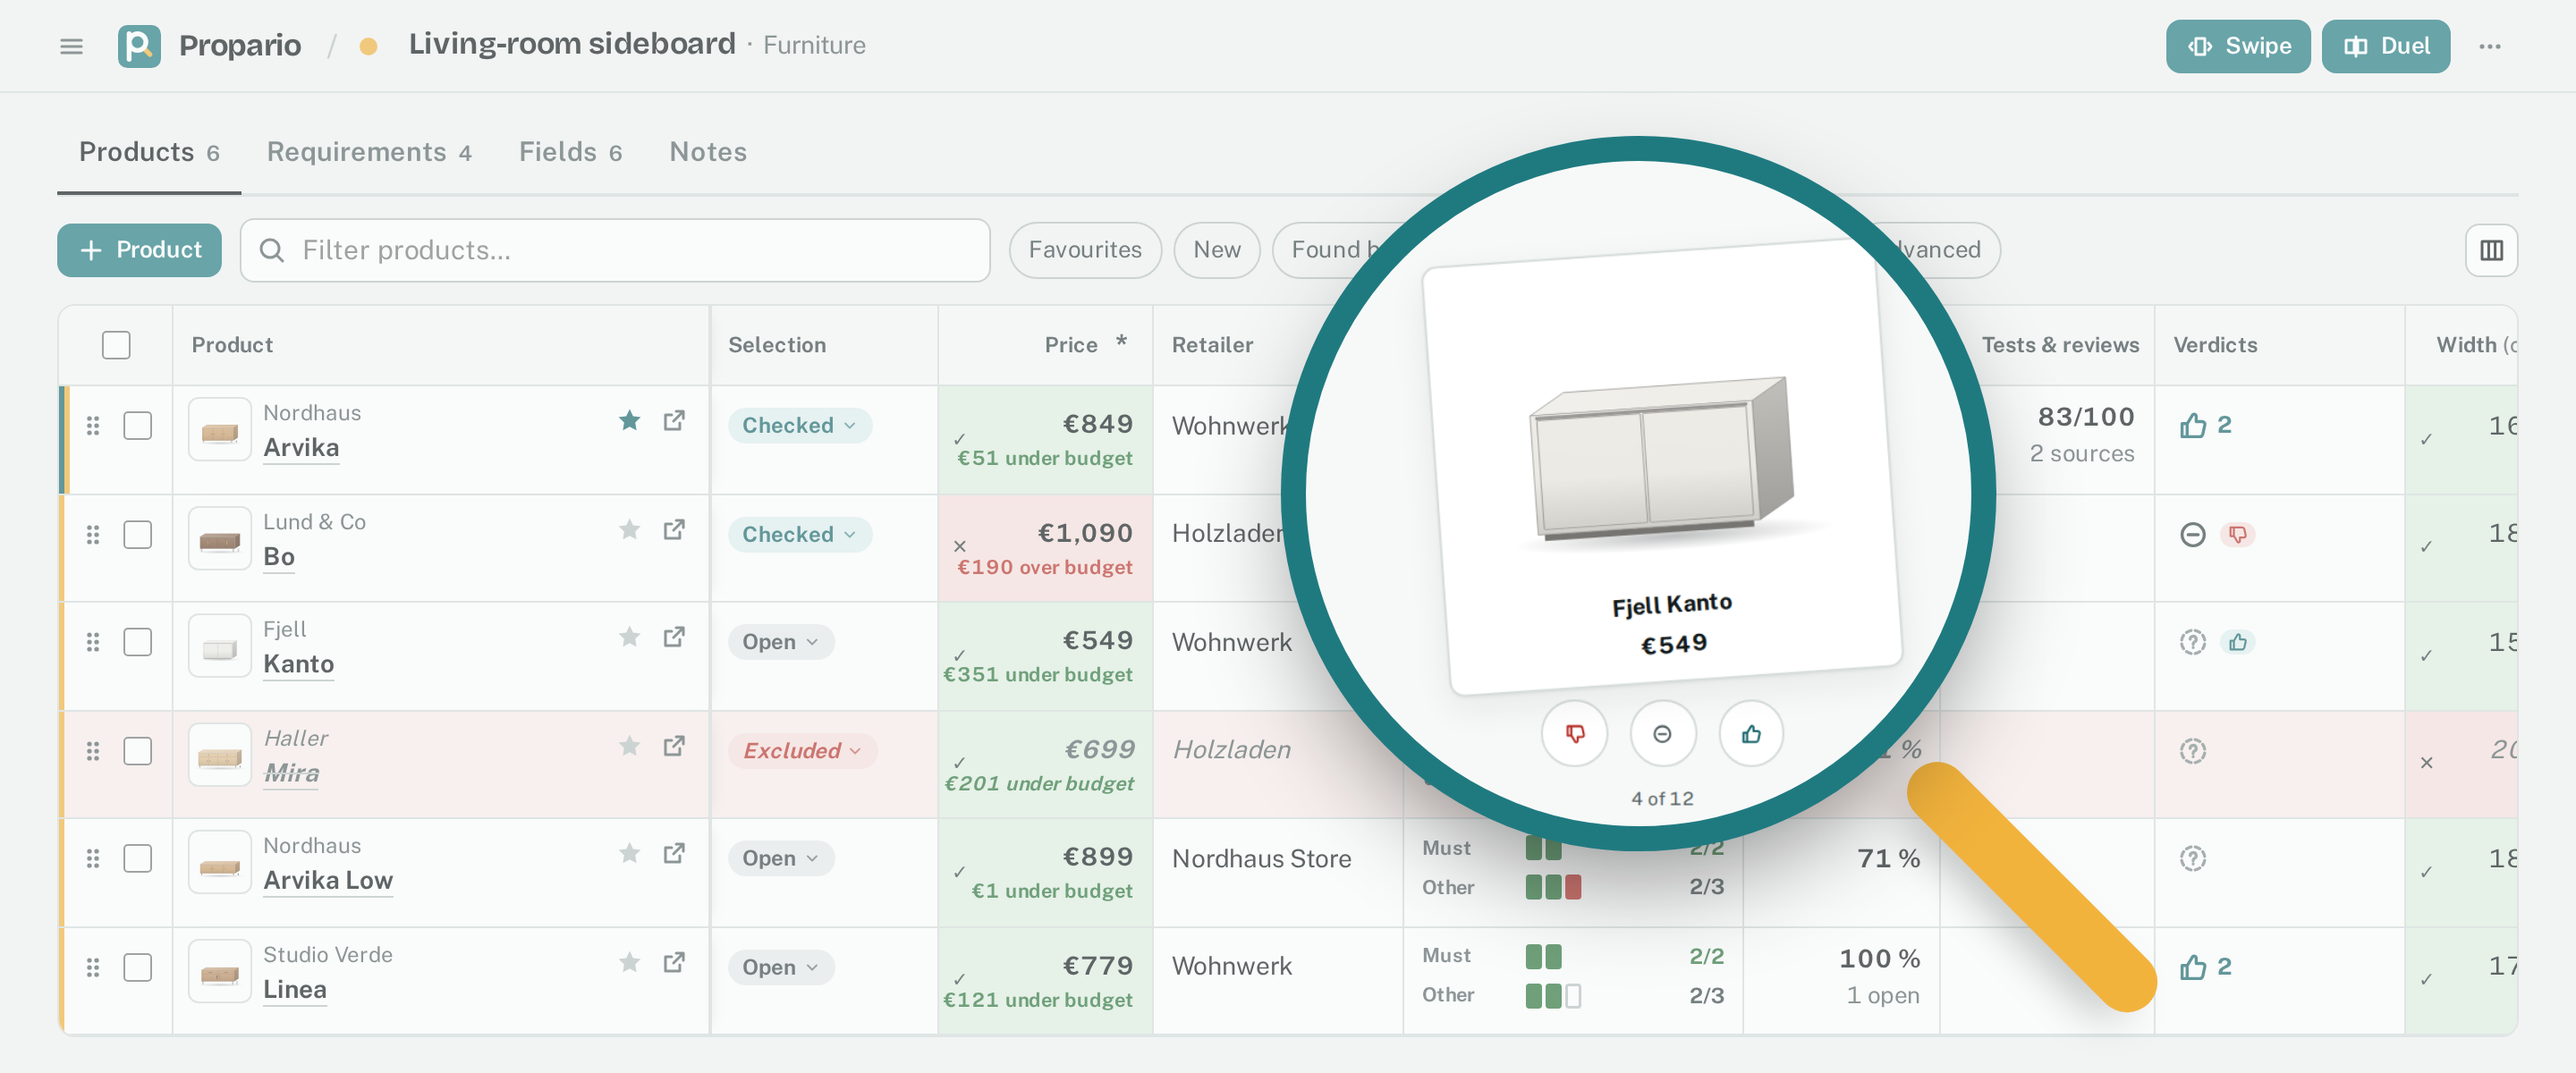 Propario / Living-room sideboard · Furniture
Swipe Duel
Products 6 Requirements 4 Fields 6 Notes
+ Product Filter products... Favourites New Found
Product Selection Price * Retailer Tests & reviews Verdicts Width
Nordhaus
Arvika
Checked
€849
€51 under budget
Wohnwerk
83/100
2 sources
2
Lund & Co
Bo
Checked
€1,090
€190 over budget
Holzladen
Fjell
Kanto
Open
€549
€351 under budget
Wohnwerk
Haller
Mira
Excluded
€699
€201 under budget
Holzladen
Nordhaus
Arvika Low
Open
€899
€1 under budget
Nordhaus Store
Must 2/2
Other 2/3
71 %
Studio Verde
Linea
Open
€779
€121 under budget
Wohnwerk
Must 2/2
Other 2/3
100 %
1 open
2
Fjell Kanto
€549
4 of 12